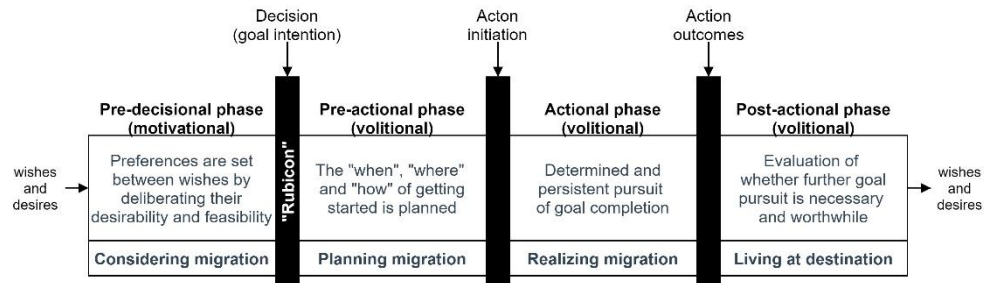 Decision
(goal intention)
Acton
initiation
Action
outcomes
Pre-decisional phase
(motivational)
Pre-actional phase
(volitional)
Actional phase
(volitional)
Post-actional phase
(volitional)
wishes
and
desires
Preferences are set
between wishes by
deliberating their
desirability and feasibility
"Rubicon"
The "when", "where"
and "how" of getting
started is planned
Determined and
persistent pursuit
of goal completion
Evaluation of
whether further goal
pursuit is necessary
and worthwhile
wishes
and
desires
Considering migration
Planning migration
Realizing migration
Living at destination